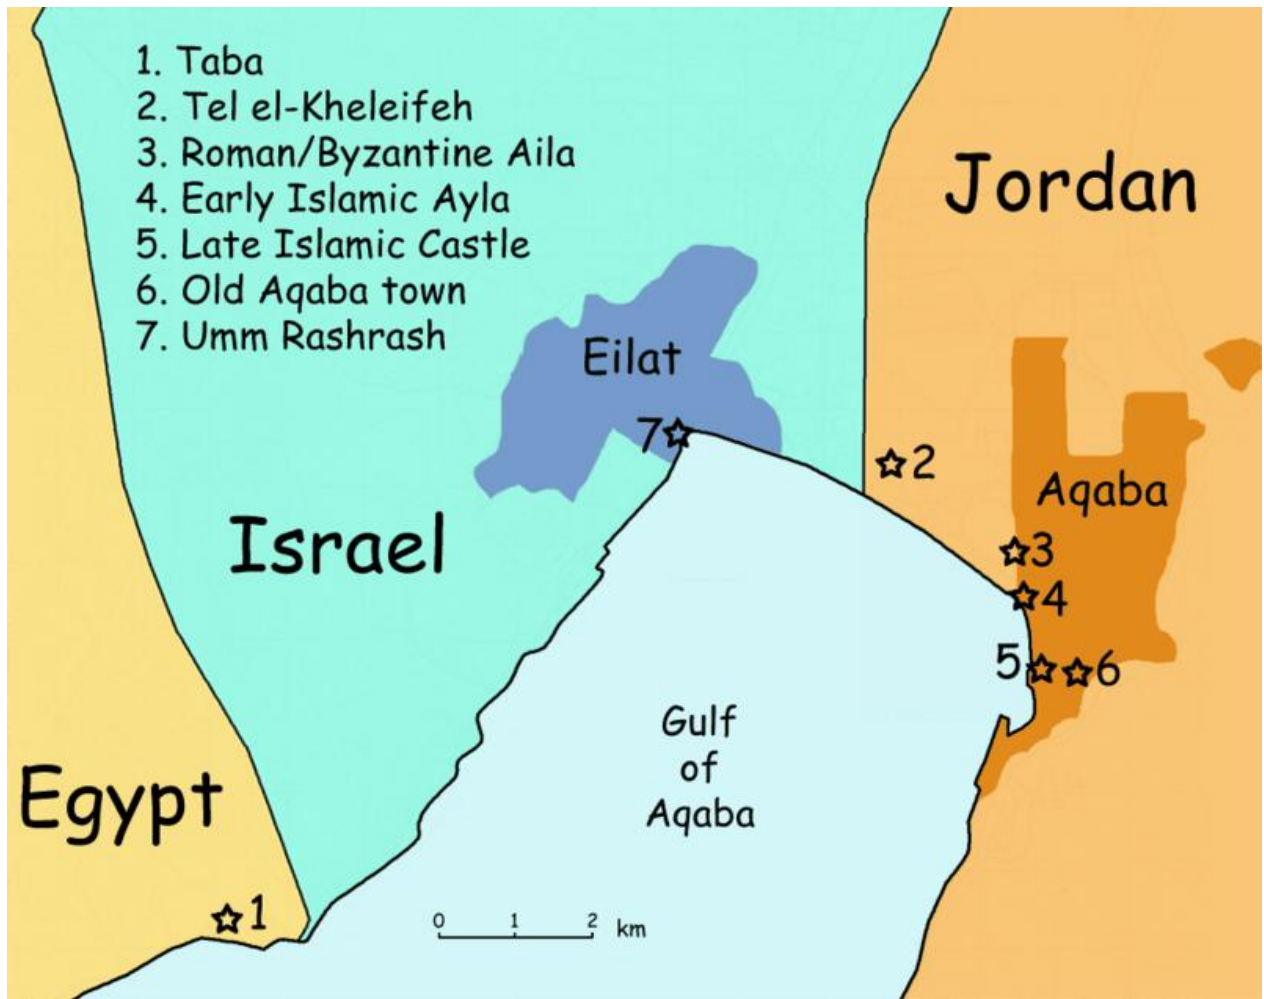 1. Taba
2. Tel el-Kheleifeh
3. Roman/Byzantine Aila
4. Early Islamic Ayla
5. Late Islamic Castle
6. Old Aqaba town
7. Umm Rashrash
Jordan
Eilat
7
2
Aqaba
Israel
3
4
5
6
Gulf
of
Aqaba
Egypt
1
0 1 2 km